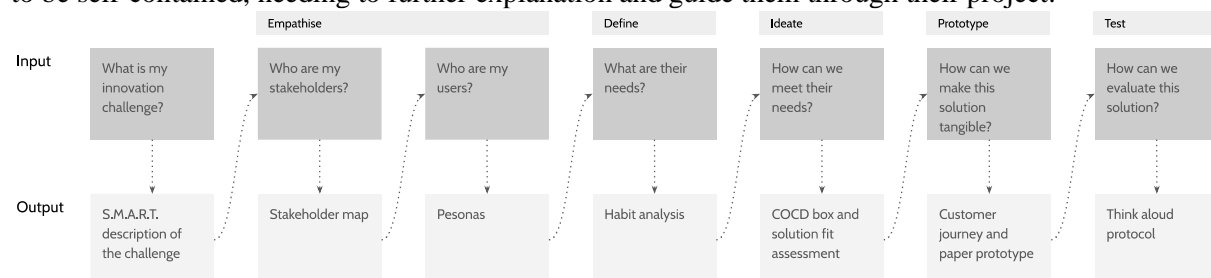 to be self-contained, needing to further explanation and guide them through their project.
Empathise
Define
Ideate
Prototype
Test
Input
What is my
innovation
challenge?
Who are my
stakeholders?
Who are my
users?
What are their
needs?
How can we
meet their
needs?
How can we
make this
solution
tangible?
How can we
evaluate this
solution?
Output
S.M.A.R.T.
description of
the challenge
Stakeholder map
Pesonas
Habit analysis
COCD box and
solution fit
assessment
Customer
journey and
paper prototype
Think aloud
protocol